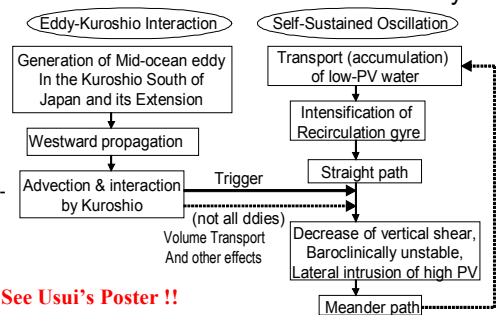 Eddy-Kuroshio Interaction
Generation of Mid-ocean eddy
In the Kuroshio South of
Japan and its Extension
Westward propagation
Advection & interaction
by Kuroshio
Trigger
(not all ddies)
Volume Transport
And other effects
See Usui's Poster !!
Self-Sustained Oscillation
Transport (accumulation)
of low-PV water
Intensification of
Recirculation gyre
Straight path
Decrease of vertical shear,
Baroclinically unstable,
Lateral intrusion of high PV
Meander path